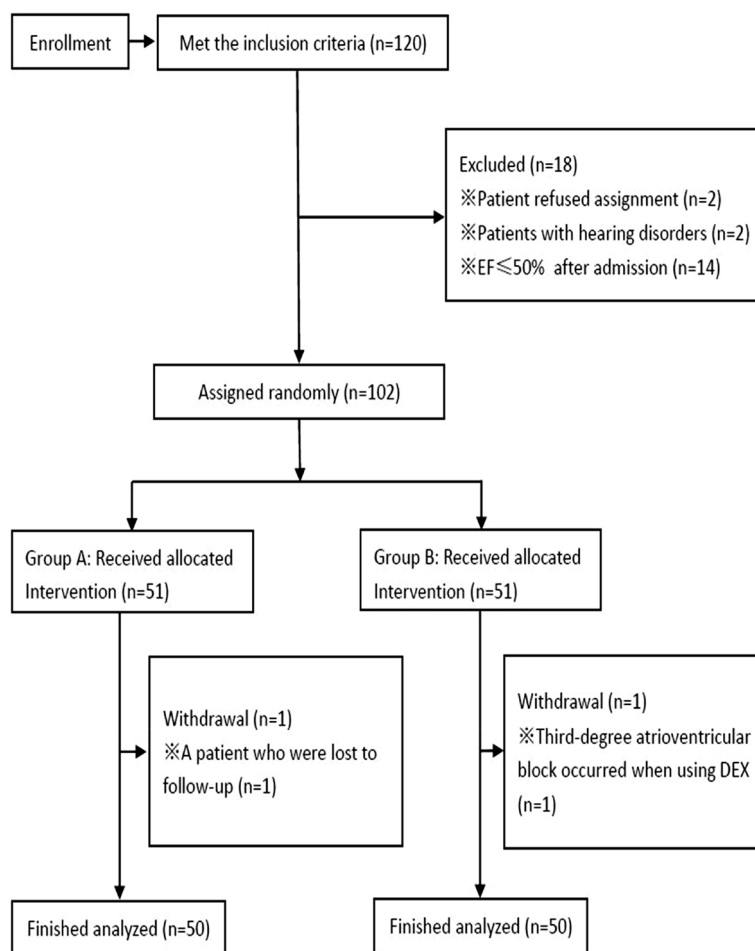 Enrollment
Met the inclusion criteria (n=120)
Excluded (n=18)
※Patient refused assignment (n=2)
※Patients with hearing disorders (n=2)
※EF≤50% after admission (n=14)
Assigned randomly (n=102)
Group A: Received allocated
Intervention (n=51)
Group B: Received allocated
Intervention (n=51)
Withdrawal (n=1)
※A patient who were lost to
follow-up (n=1)
Withdrawal (n=1)
※Third-degree atrioventricular
block occurred when using DEX
(n=1)
Finished analyzed (n=50)
Finished analyzed (n=50)